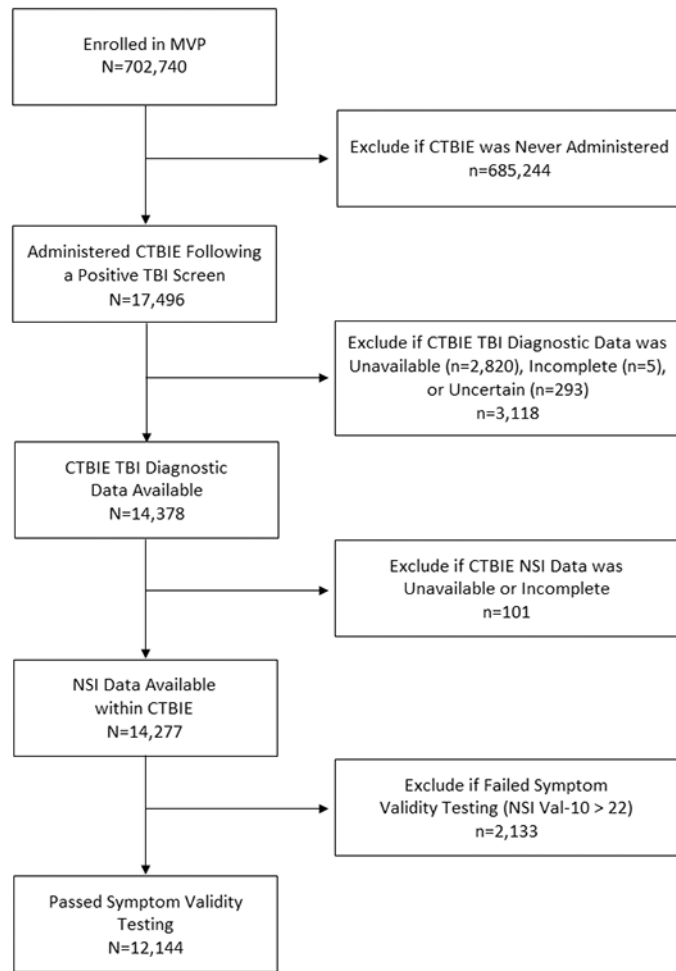 Enrolled in MVP
N=702,740
Exclude if CTBIE was Never Administered
n=685,244
Administered CTBIE Following
a Positive TBI Screen
N=17,496
Exclude if CTBIE TBI Diagnostic Data was
Unavailable (n=2,820), Incomplete (n=5),
or Uncertain (n=293)
n=3,118
CTBIE TBI Diagnostic
Data Available
N=14,378
Exclude if CTBIE NSI Data was
Unavailable or Incomplete
n=101
NSI Data Available
within CTBIE
N=14,277
Exclude if Failed Symptom
Validity Testing (NSI Val-10 > 22)
n=2,133
Passed Symptom Validity
Testing
N=12,144